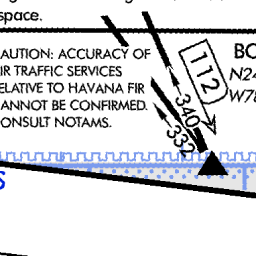 space.
AUTION: ACCURACY OF
IR TRAFFIC SERVICES
ELATIVE TO HAVANA FIR
ANNOT BE CONFIRMED.
ONSULT NOTAMS.
112
340
332
BO
N24
W78
S